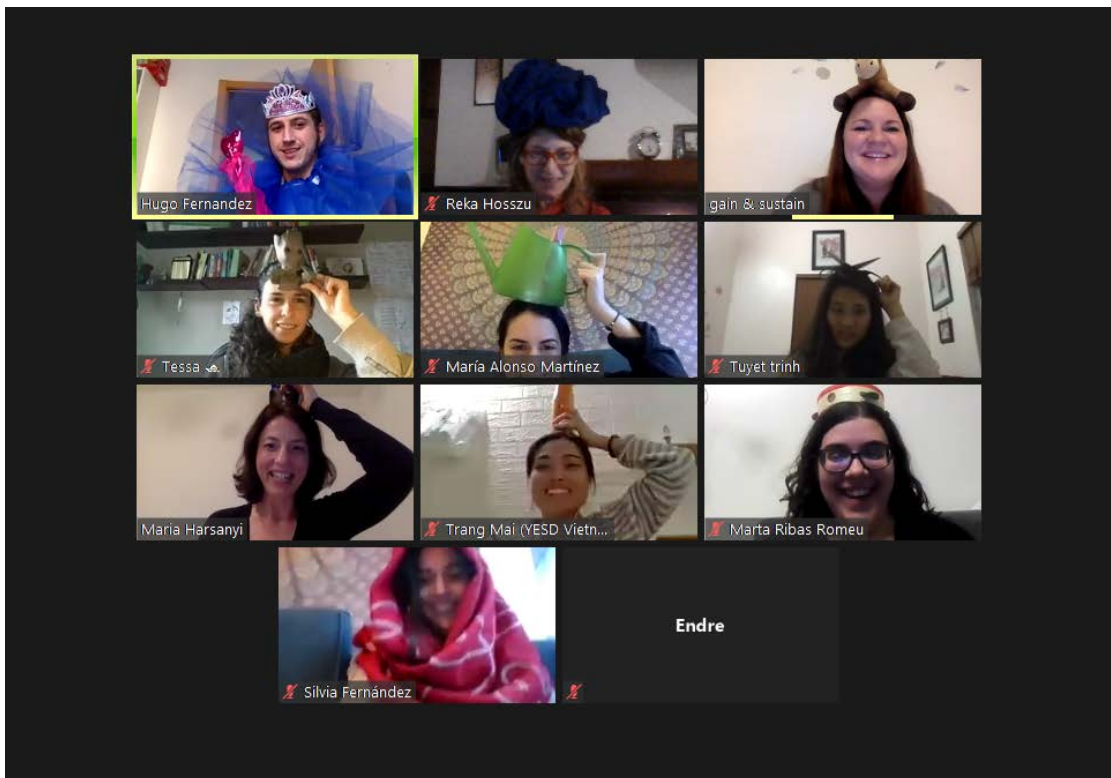 Hugo Fernandez
Reka Hosszu
gain & sustain
Tessa
María Alonso Martínez
Tuyet trinh
Maria Harsanyi
Trang Mai (YESD Vietn...
Marta Ribas Romeu
Silvia Fernández
Endre